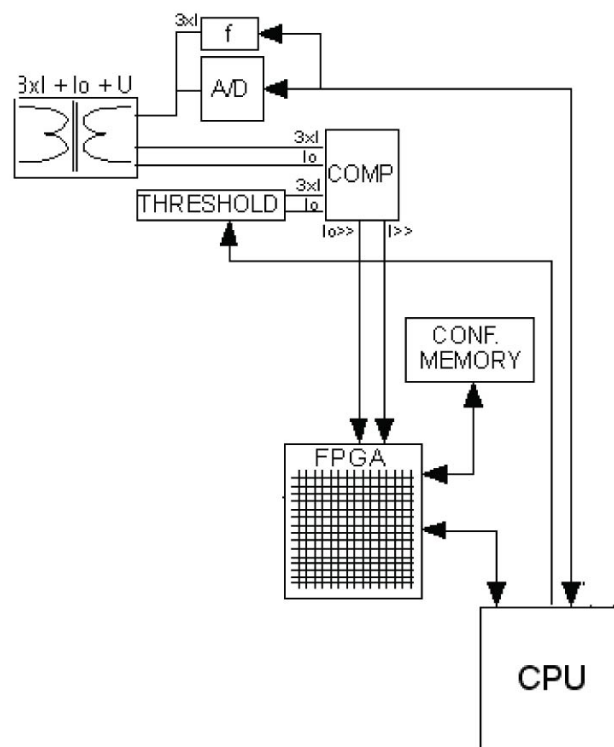 3xI
f
3xI + Io + U
A/D
3xI
Io
COMP
3xI
Io
THRESHOLD
Io>>
I>>
CONF.
MEMORY
FPGA
CPU